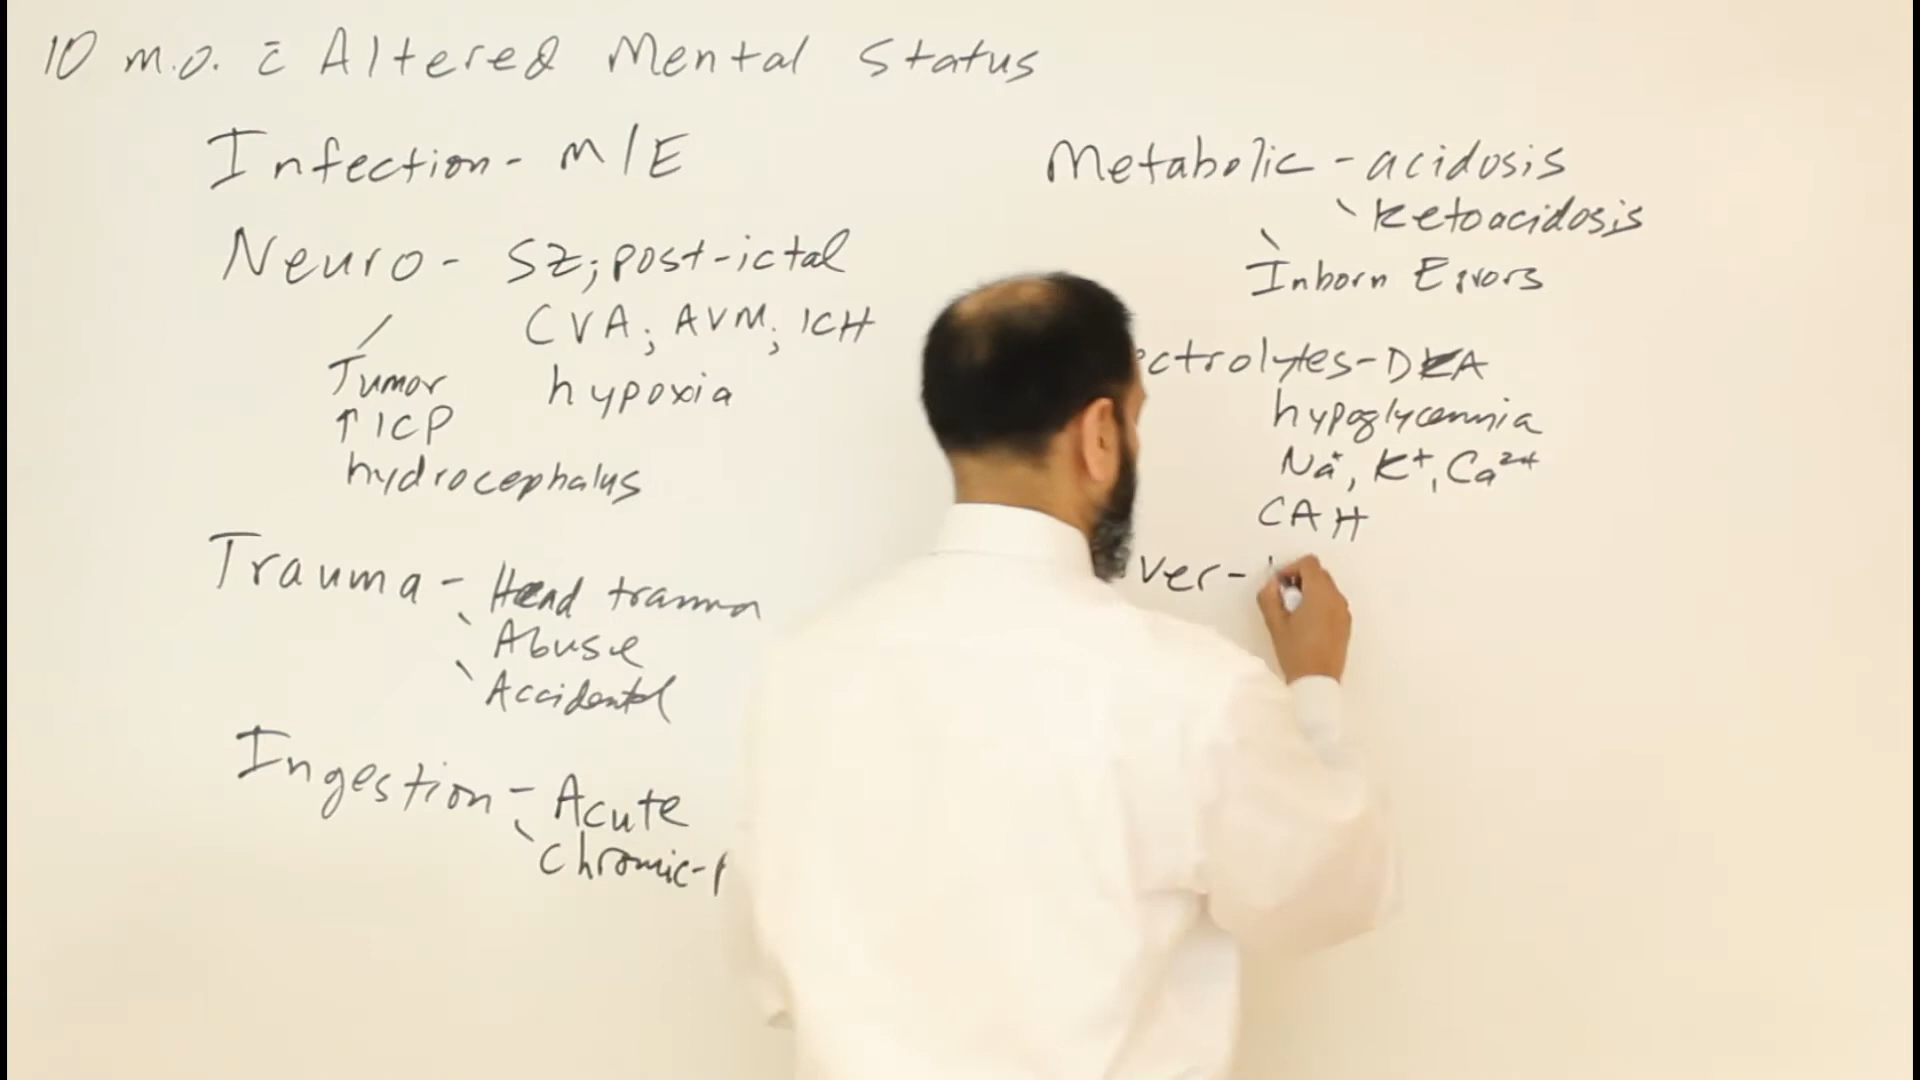 10 m.o. c̄ Altered Mental Status
Infection - M/E
Neuro - SZ; post-ictal
CVA; AVM; ICH
hypoxia
Tumor
↑ICP
hydrocephalus
Trauma - Head trauma
Abuse
Accidental
Ingestion - Acute
Chronic -
Metabolic - acidosis
ketoacidosis
Inborn Errors
ectrolytes - DKA
hypoglycemia
Na+, K+, Ca2+
CAH
ver -